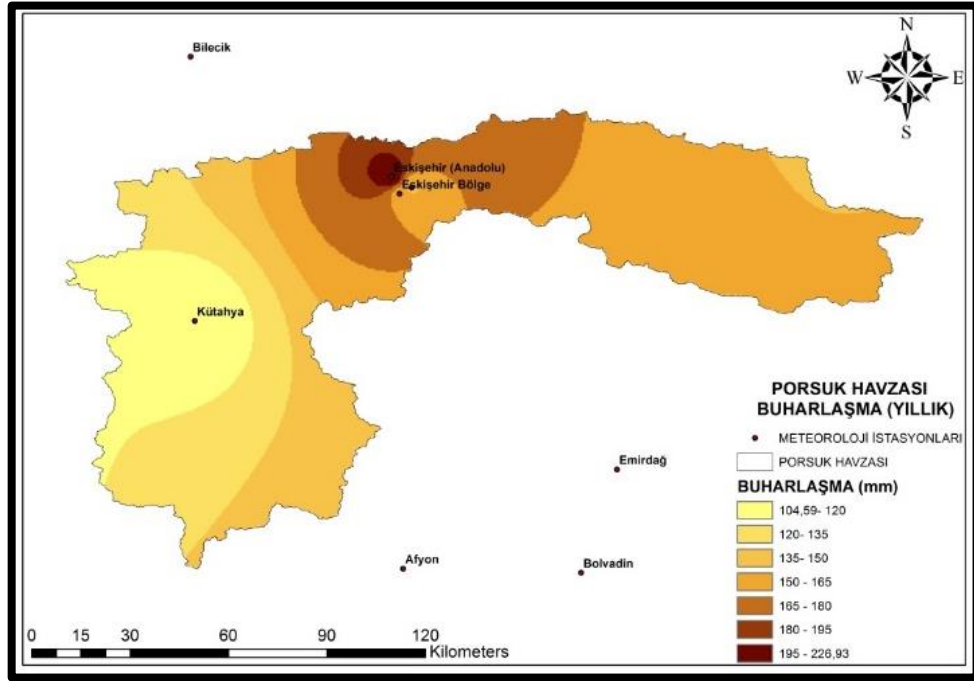 Bilecik
N
W E
S
Eskişehir (Anadolu)
Eskişehir Bölge
Kütahya
PORSUK HAVZASI
BUHARLAŞMA (YILLIK)
METEOROLOJİ İSTASYONLARI
PORSUK HAVZASI
BUHARLAŞMA (mm)
104,59- 120
120- 135
135- 150
150 - 165
165 - 180
180 - 195
195 - 226,93
Emirdağ
Afyon
Bolvadin
0 15 30 60 90 120
Kilometers